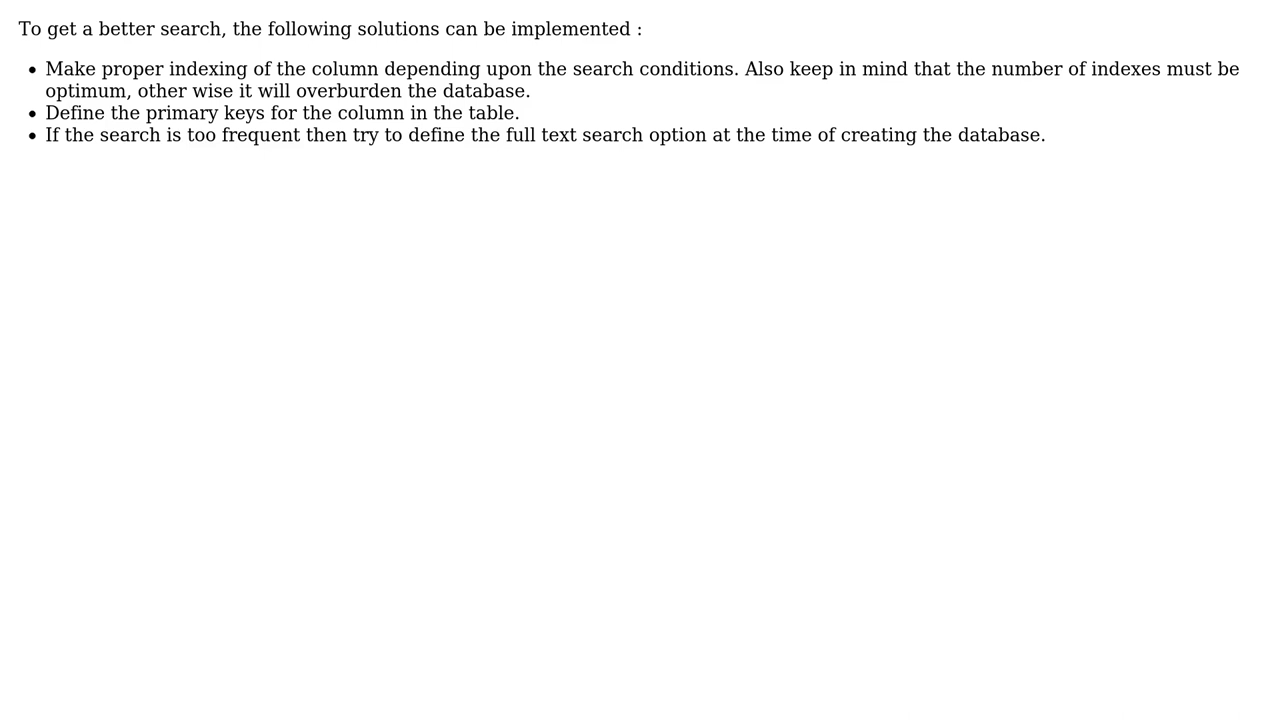 To get a better search, the following solutions can be implemented :
• Make proper indexing of the column depending upon the search conditions. Also keep in mind that the number of indexes must be
optimum, other wise it will overburden the database.
• Define the primary keys for the column in the table.
• If the search is too frequent then try to define the full text search option at the time of creating the database.